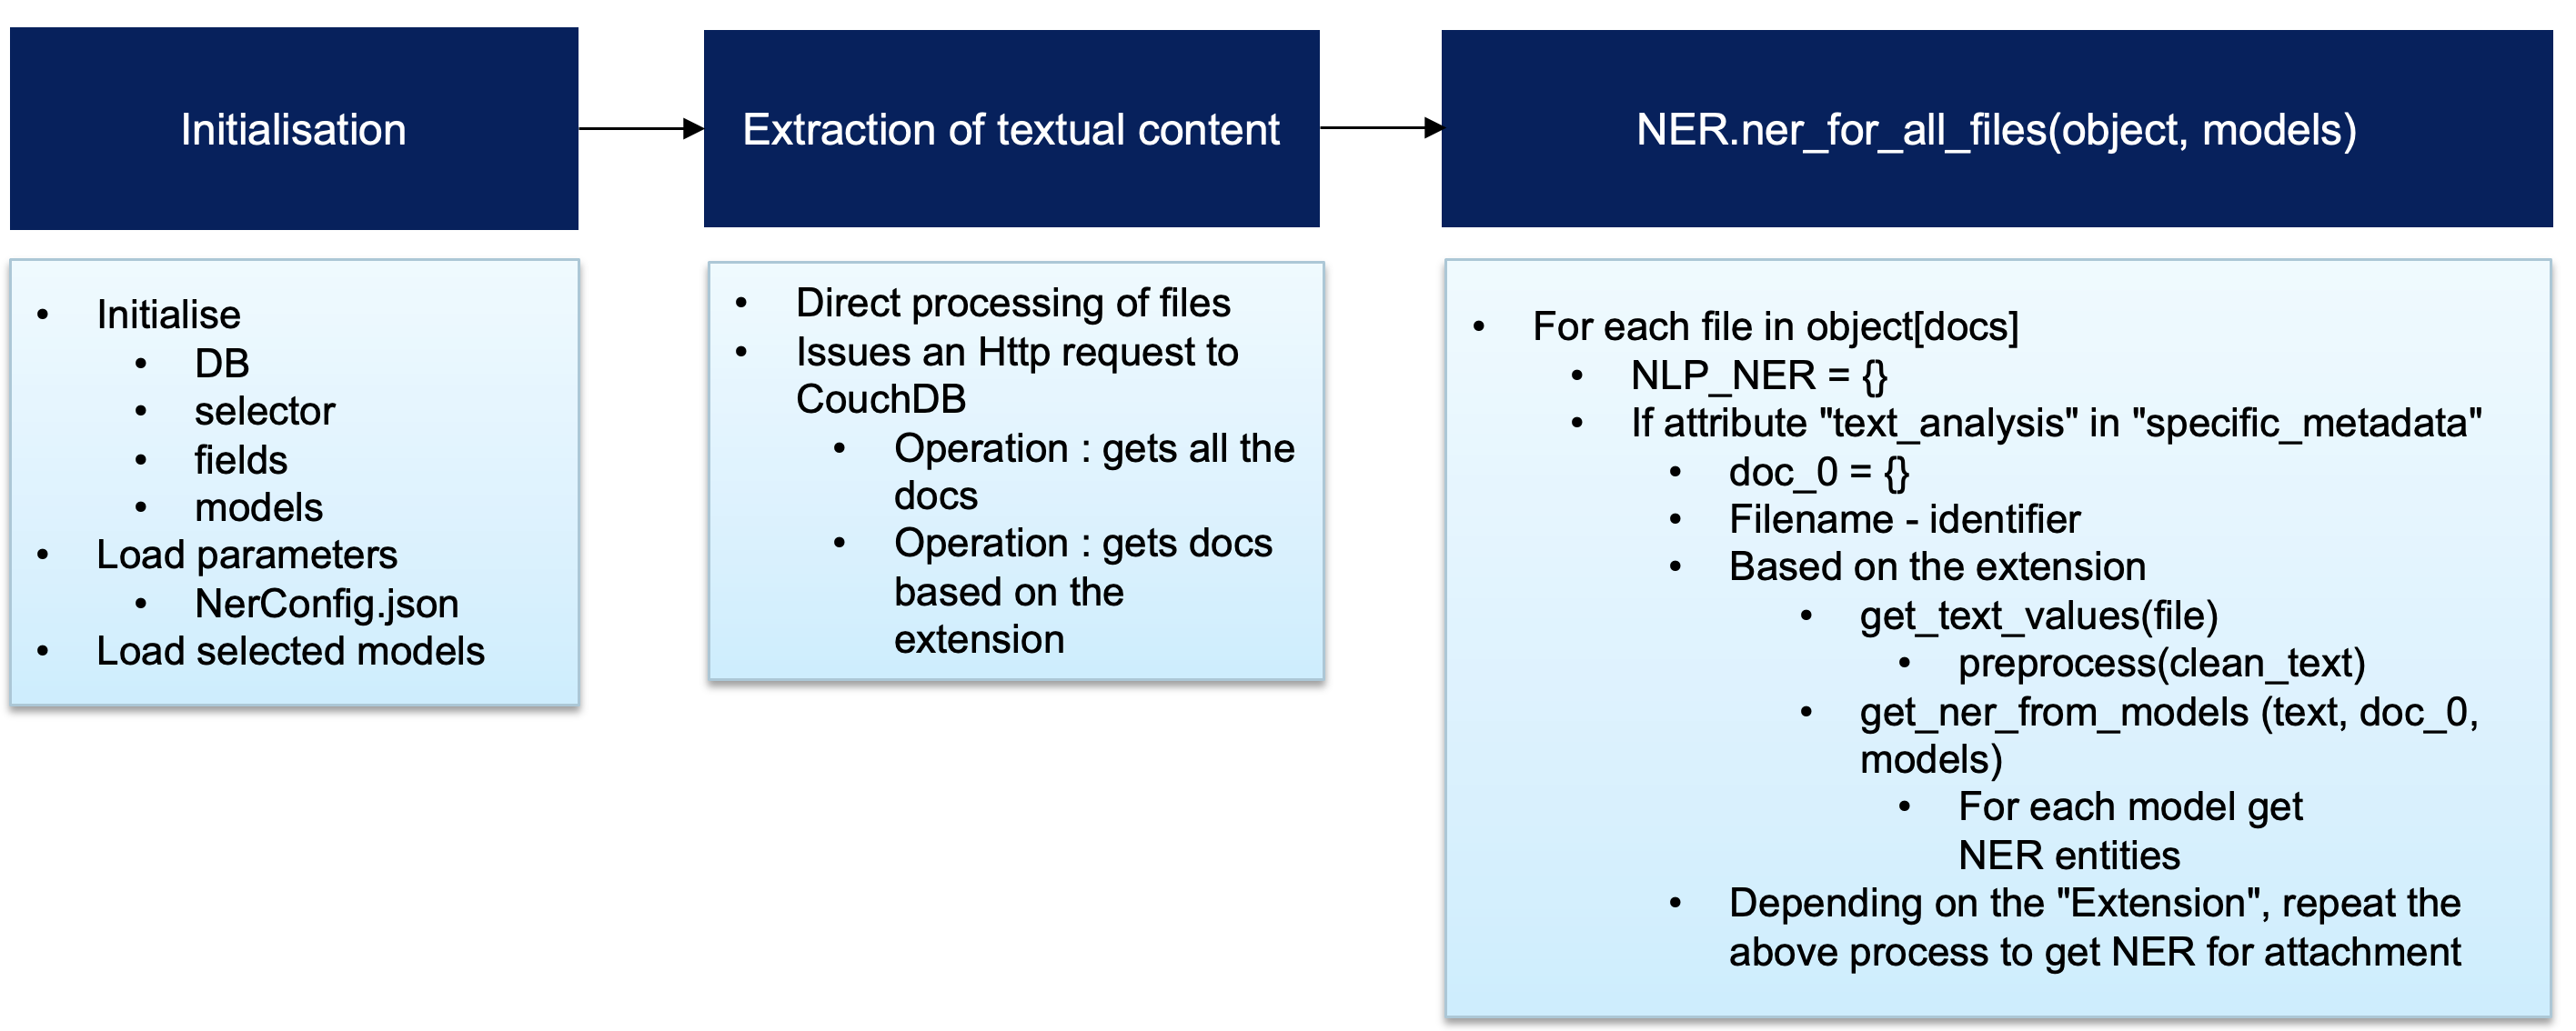 Initialisation
Extraction of textual content
NER.ner_for_all_files(object, models)
• Initialise
• DB
• selector
• fields
• models
• Load parameters
• NerConfig.json
• Load selected models
• Direct processing of files
• Issues an Http request to
CouchDB
• Operation : gets all the
docs
• Operation : gets docs
based on the
extension
• For each file in object[docs]
• NLP_NER = {}
• If attribute "text_analysis" in "specific_metadata"
• doc_0 = {}
• Filename - identifier
• Based on the extension
• get_text_values(file)
• preprocess(clean_text)
• get_ner_from_models (text, doc_0,
models)
• For each model get
NER entities
• Depending on the "Extension", repeat the
above process to get NER for attachment